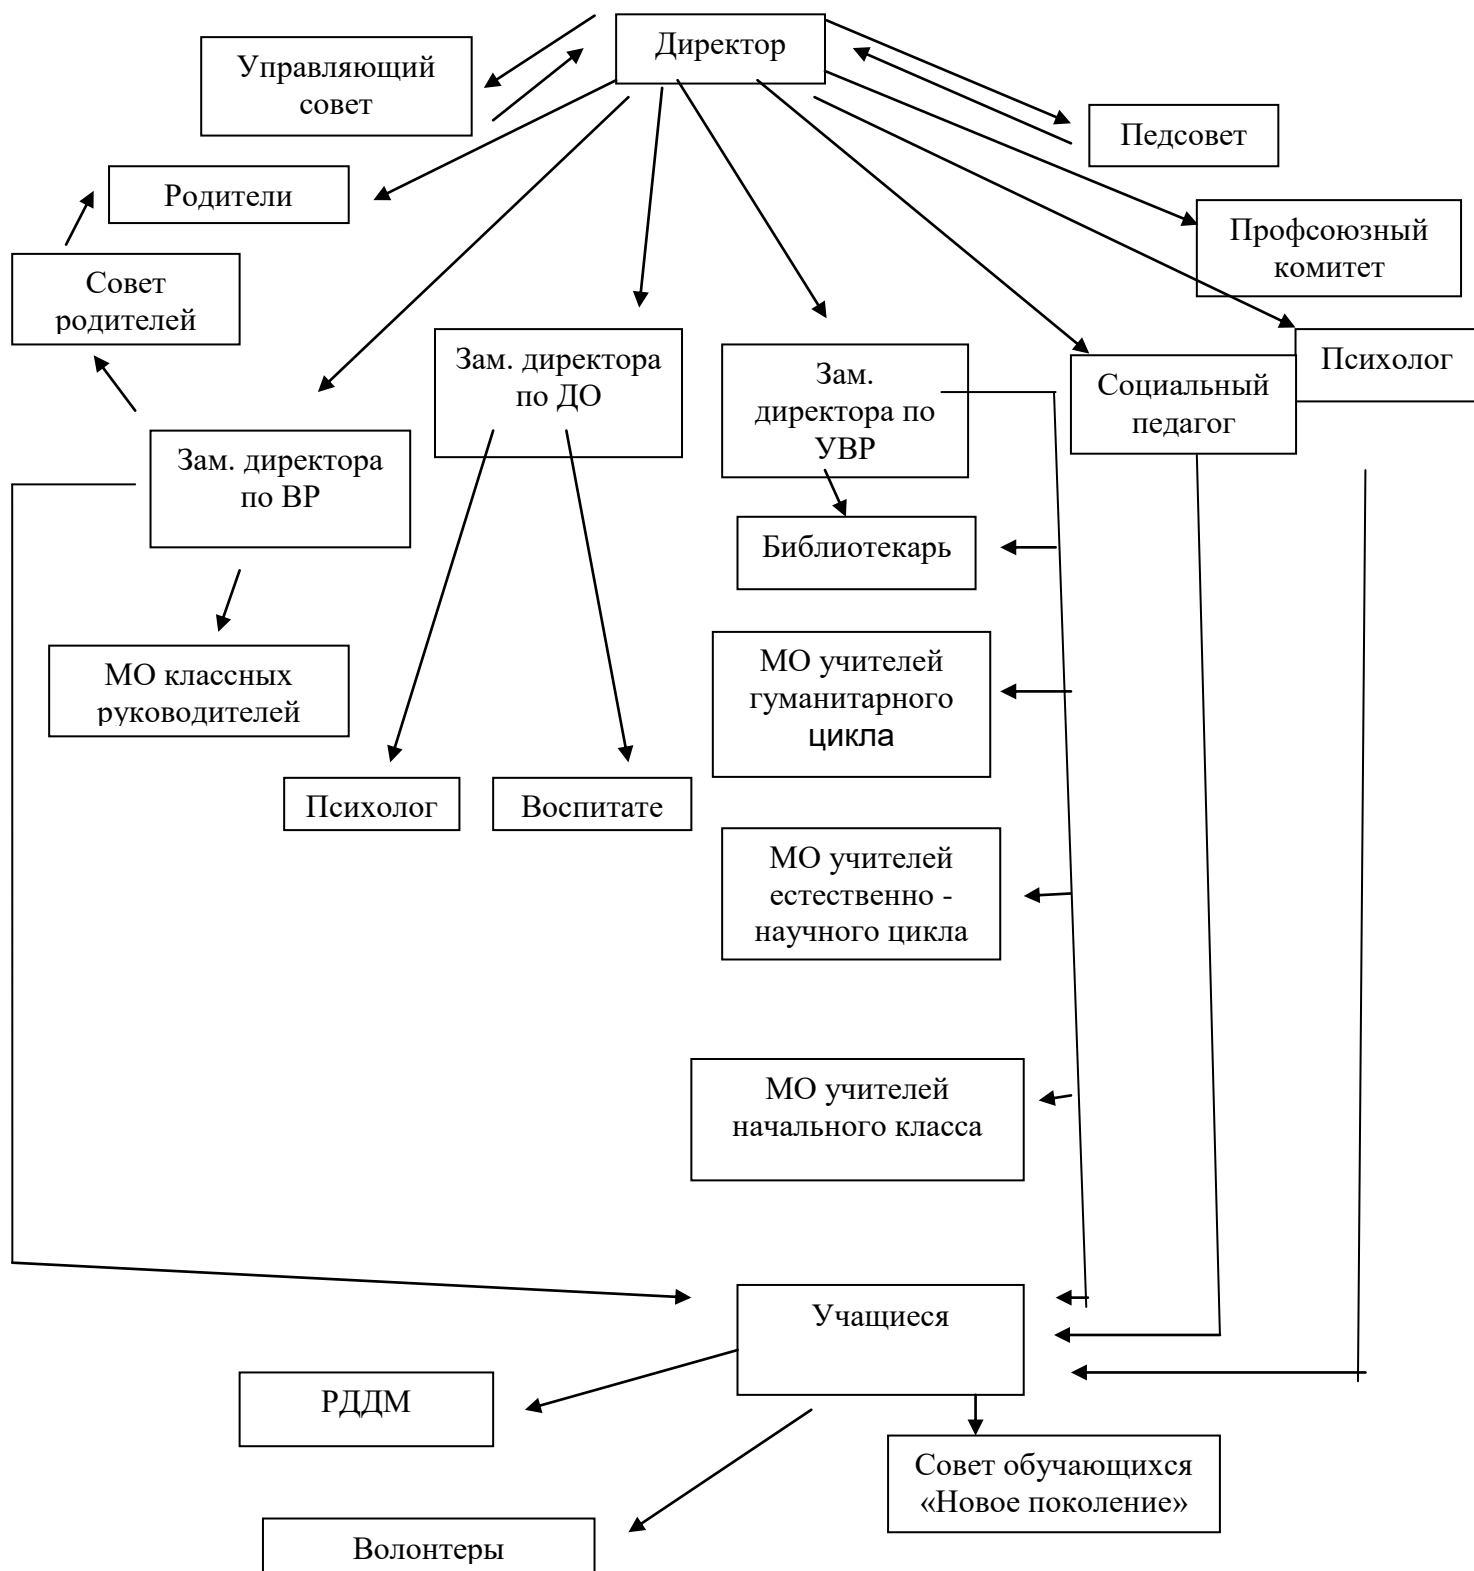 Директор
Управляющий
совет
Педсовет
Родители
Профсоюзный
комитет
Совет
родителей
Зам. директора
по ДО
Зам.
директора по
УВР
Социальный
педагог
Психолог
Зам. директора
по ВР
Библиотекарь
МО классных
руководителей
МО учителей
гуманитарного
цикла
Психолог
Воспитате
МО учителей
естественно -
научного цикла
МО учителей
начального класса
Учащиеся
РДДМ
Совет обучающихся
«Новое поколение»
Волонтеры